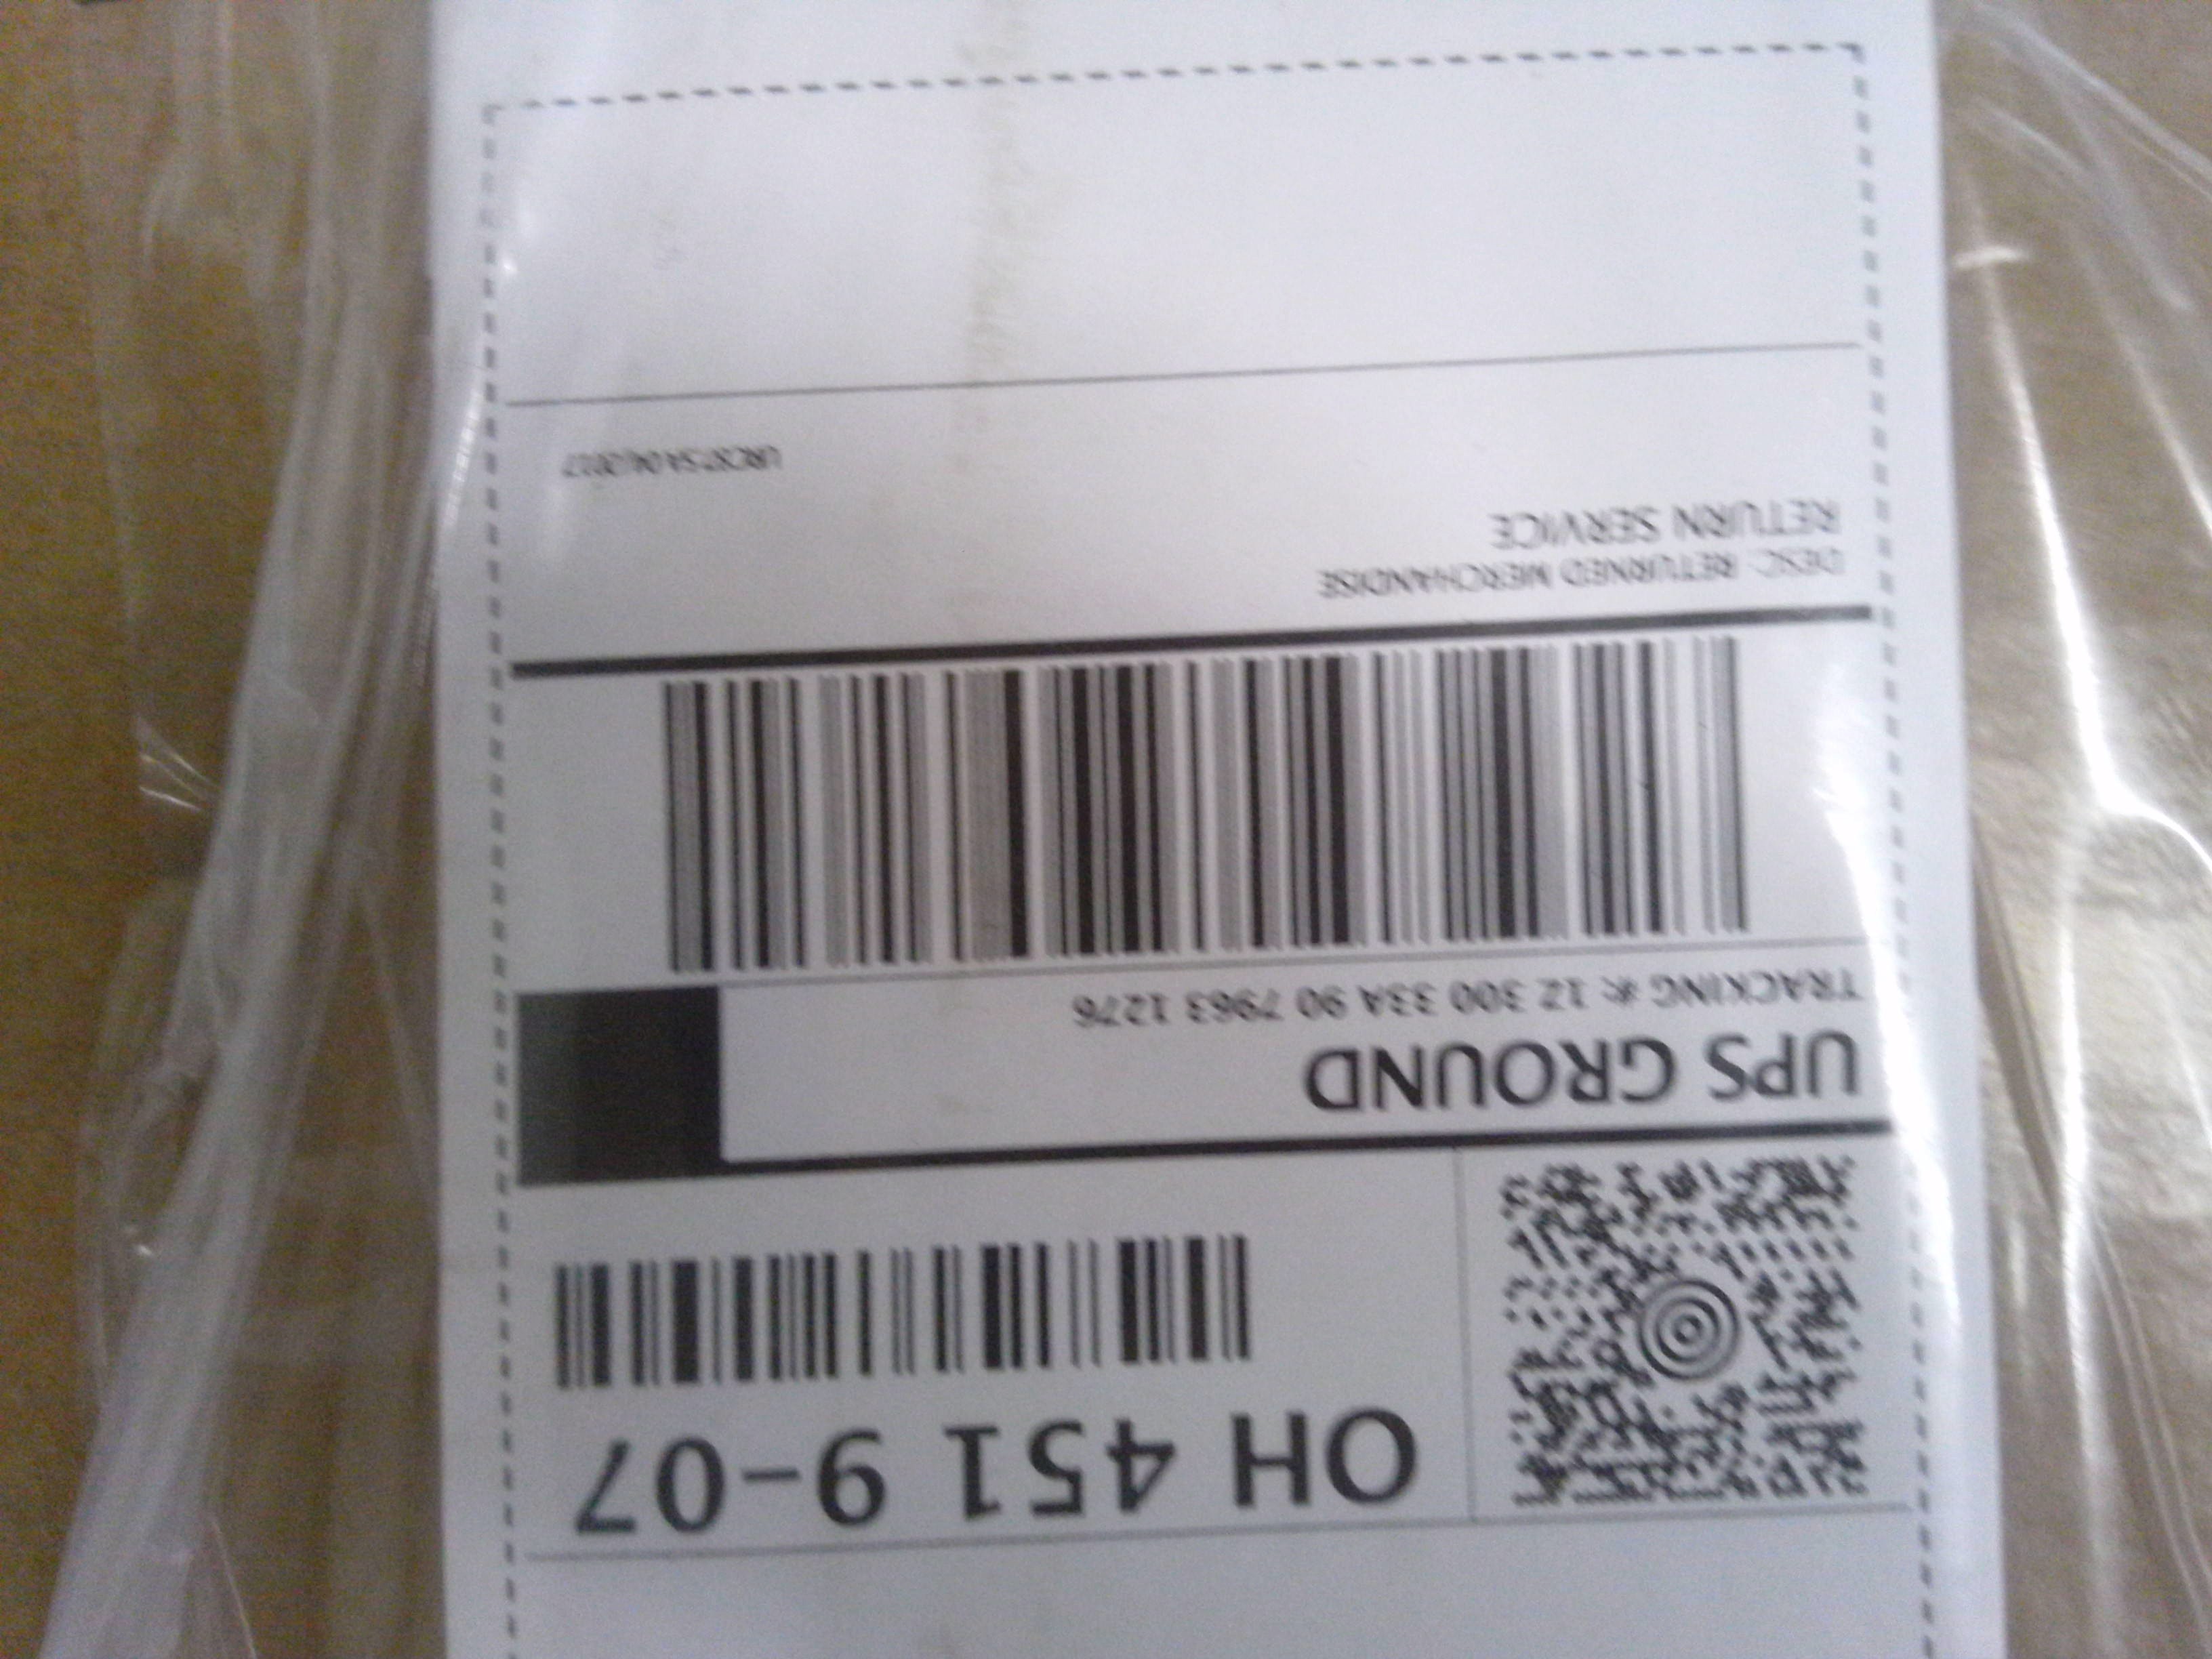 OH 451 9-07
UPS GROUND
TRACKING #: 1Z 300 33A 90 7963 1276
DESC: RETURNED MERCHANDISE
RETURN SERVICE